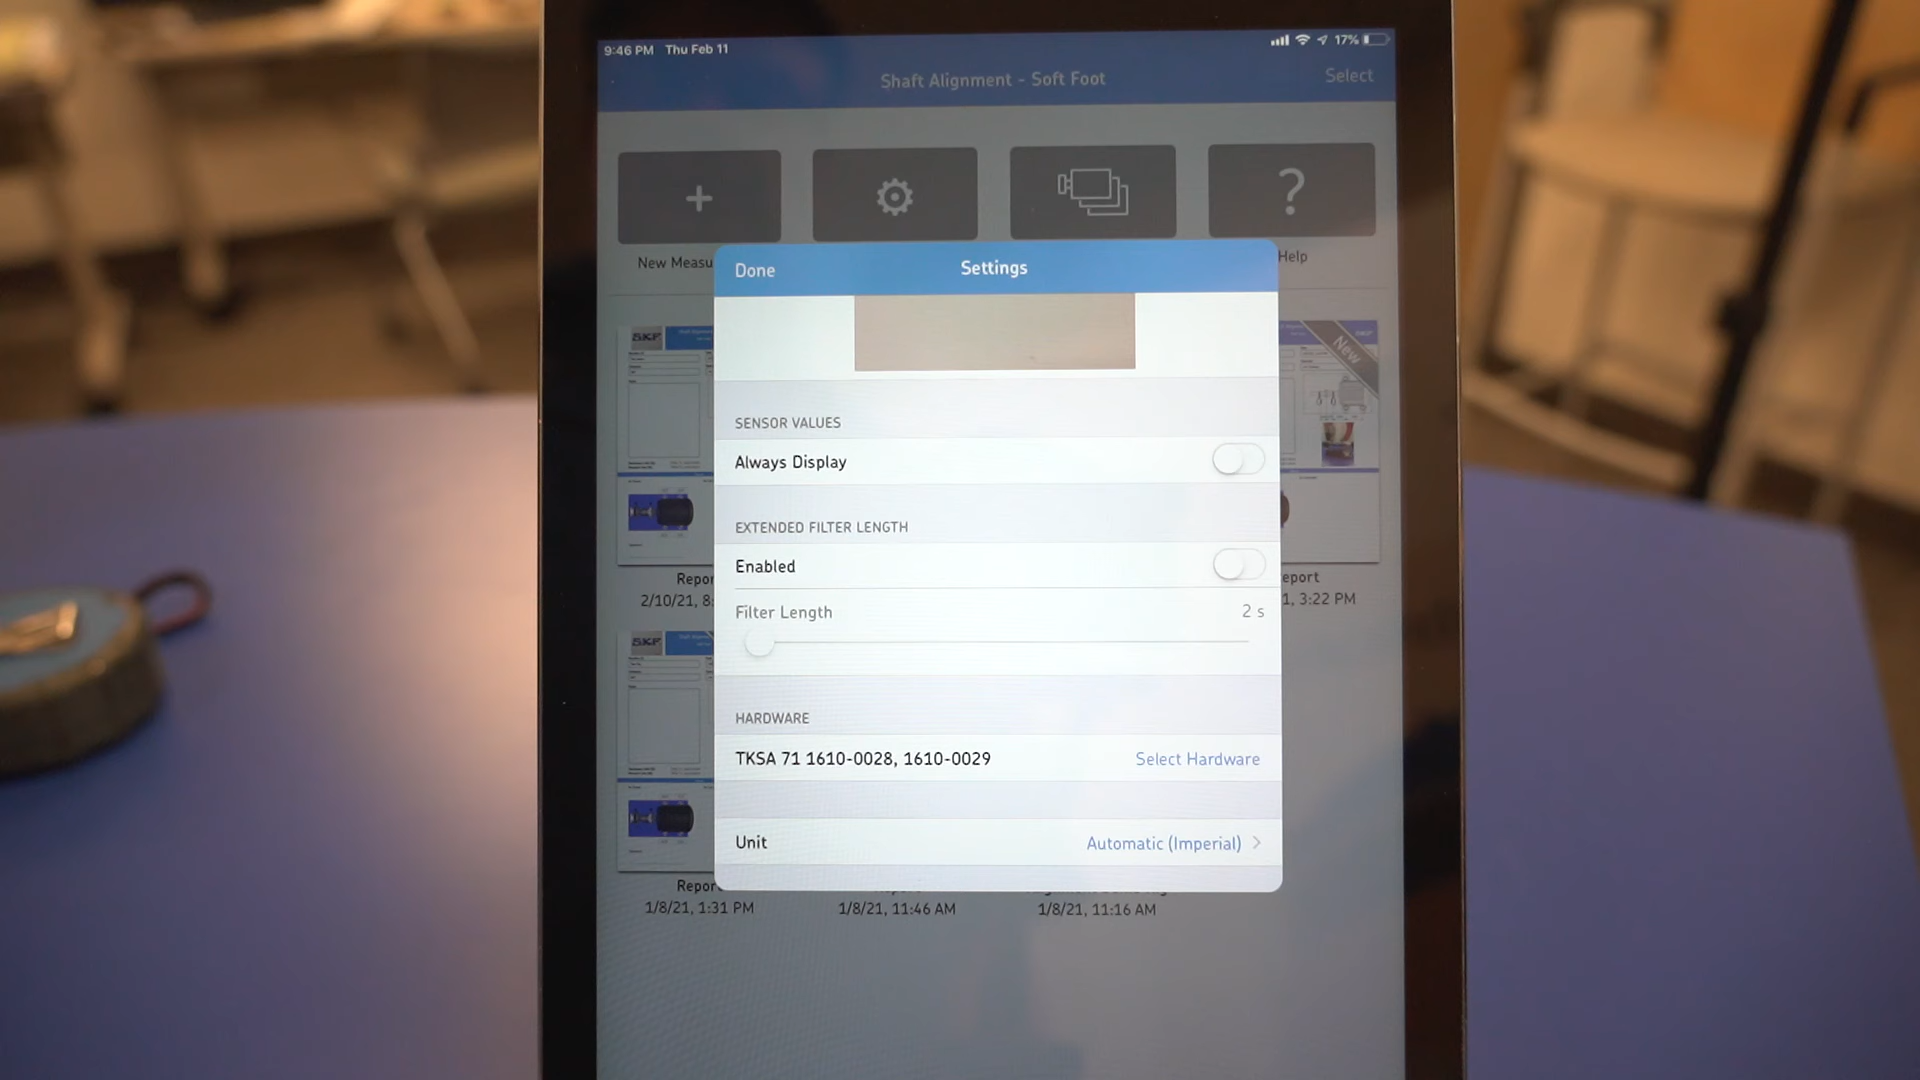 9:46 PM Thu Feb 11
17%
Shaft Alignment - Soft Foot
Select
New Measu
Help
Done
Settings
SKF
New
SENSOR VALUES
Always Display
EXTENDED FILTER LENGTH
Enabled
Filter Length
2 s
Repor
2/10/21, 8:
eport
1, 3:22 PM
SKF
HARDWARE
TKSA 71 1610-0028, 1610-0029
Select Hardware
Unit
Automatic (Imperial)
Report
1/8/21, 1:31 PM
1/8/21, 11:46 AM
1/8/21, 11:16 AM